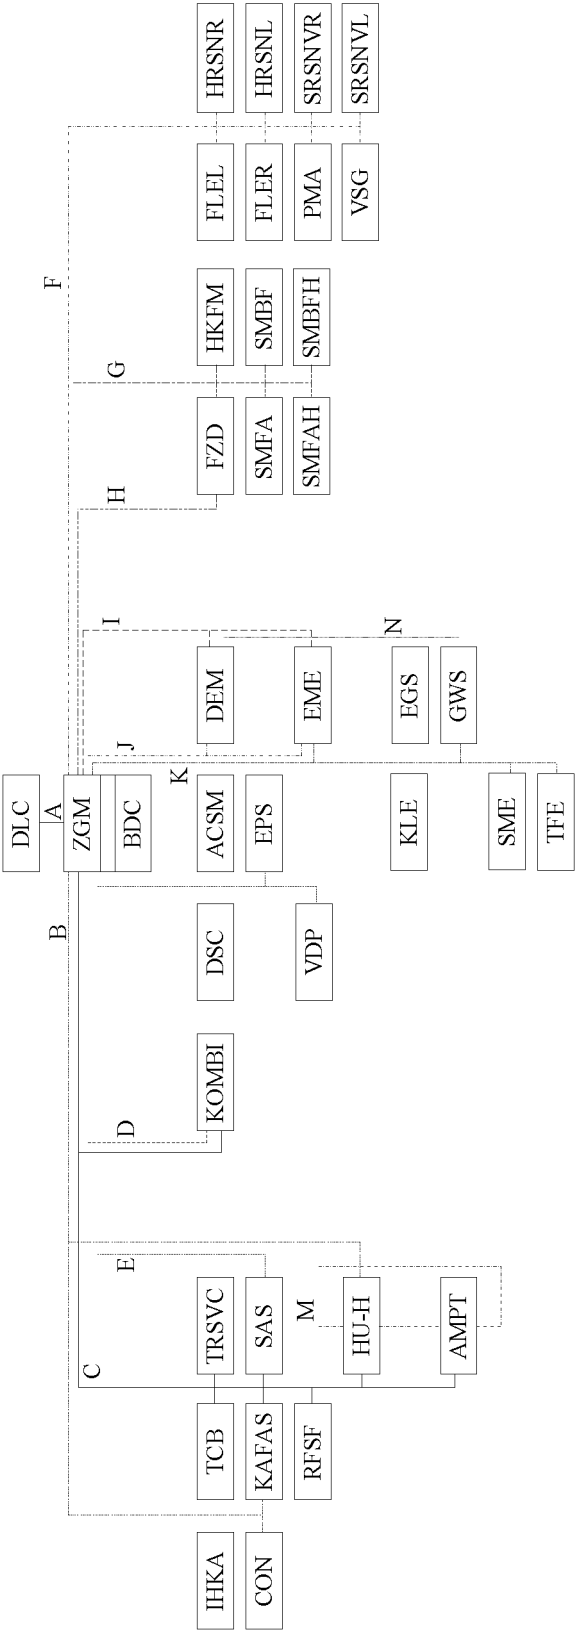 DLC
B A F
C ZGM
E D BDC J I H G
K
IHKA TCB TRSVC KOMBI DSC ACSM DEM FZD HKFM FLEL HRSNR
CON KAFAS SAS EPS SMFA SMBF FLER HRSNL
RFSF M VDP EME SMFAH SMBFH PMA SRSNVR
HU-H VSG SRSNVL
N
KLE EGS
AMPT GWS
SME
TFE